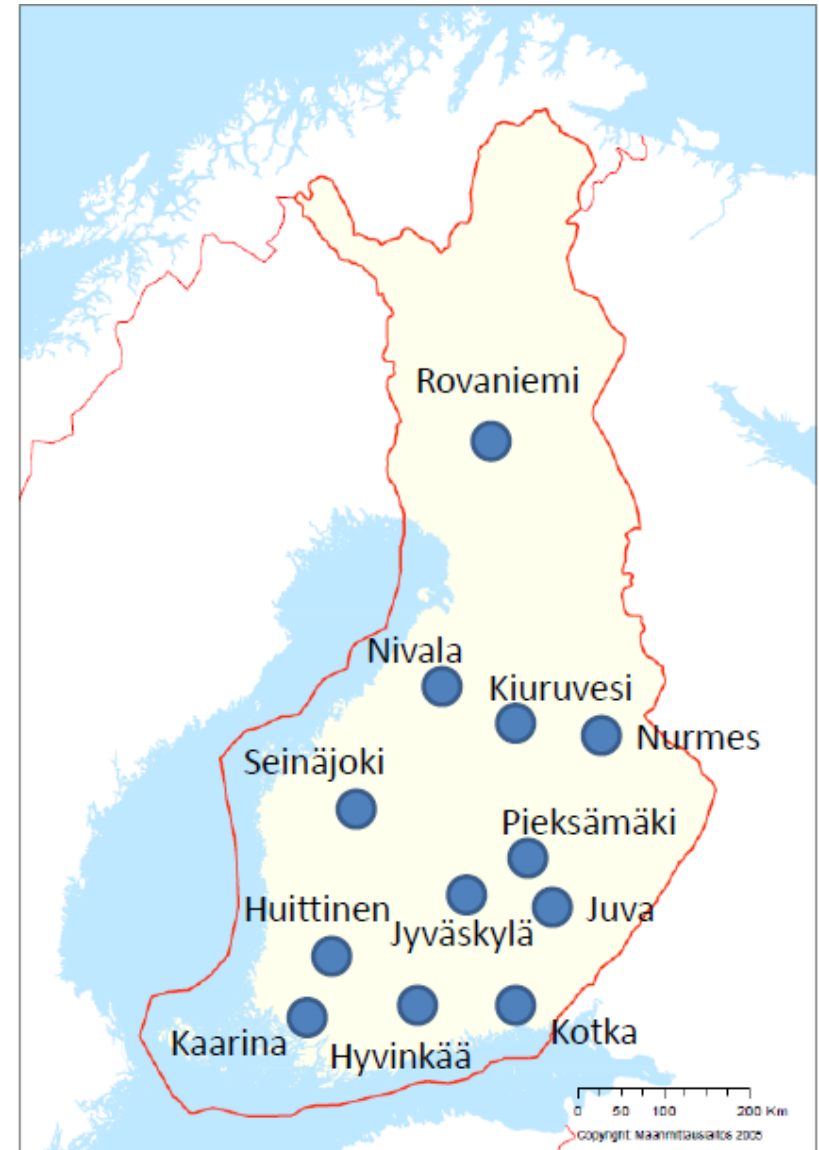 Rovaniemi
Nivala
Kiuruvesi
Nurmes
Seinäjoki
Pieksämäki
Huittinen
Juva
Jyväskylä
Kaarina
Hyvinkää
Kotka
0 50 100 200 Km
Copyright: Maanmittauslaitos 2005